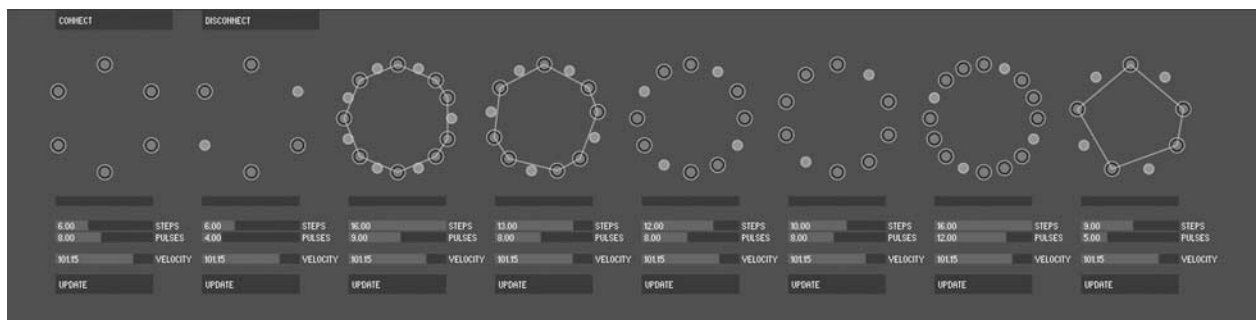 CONNECT DISCONNECT
6.00 STEPS 6.00 STEPS 16.00 STEPS 13.00 STEPS 12.00 STEPS 10.00 STEPS 16.00 STEPS 9.00 STEPS
8.00 PULSES 4.00 PULSES 9.00 PULSES 8.00 PULSES 8.00 PULSES 8.00 PULSES 12.00 PULSES 5.00 PULSES
101.15 VELOCITY 101.15 VELOCITY 101.15 VELOCITY 101.15 VELOCITY 101.15 VELOCITY 101.15 VELOCITY 101.15 VELOCITY 101.15 VELOCITY
UPDATE UPDATE UPDATE UPDATE UPDATE UPDATE UPDATE UPDATE